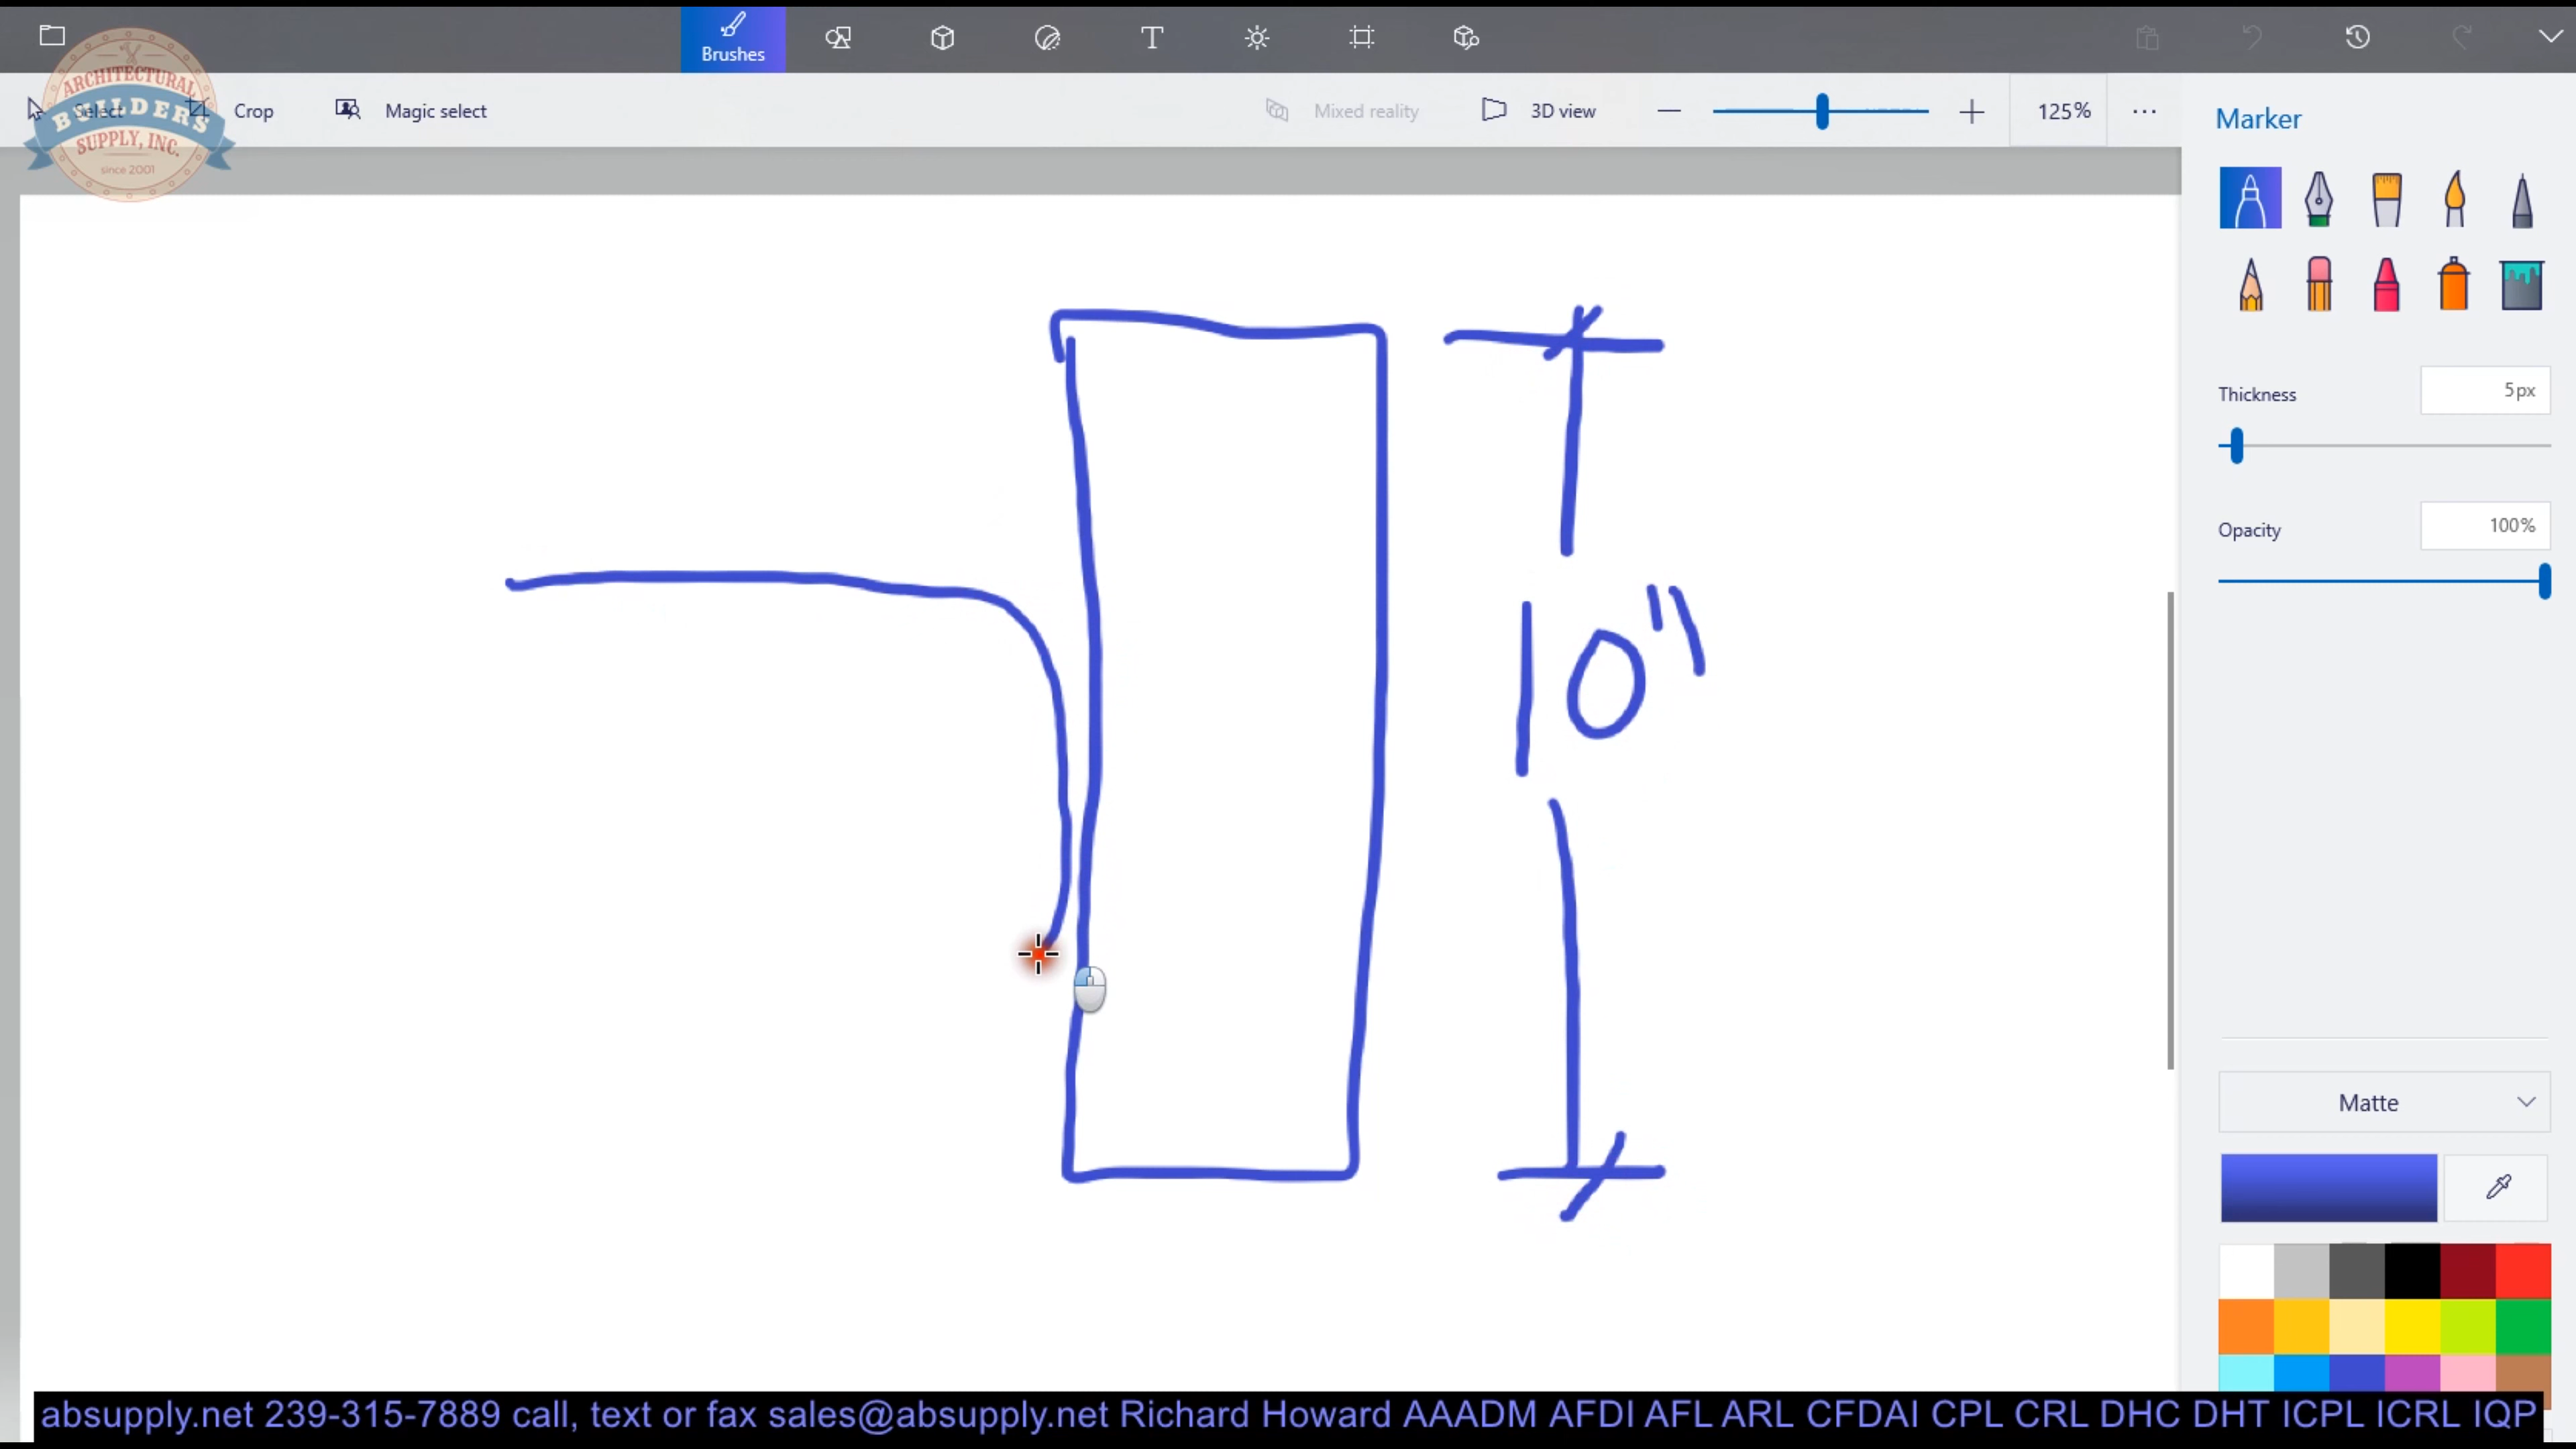 Brushes
T
ARCHITECTURAL
BUILDERS
SUPPLY, INC.
since 2001
Select
Crop
Magic select
Mixed reality
3D view
125%
Marker
Thickness
5px
Opacity
100%
10"
Matte
absupply.net 239-315-7889 call, text or fax sales@absupply.net Richard Howard AAADM AFDI AFL ARL CFDAI CPL CRL DHC DHT ICPL ICRL IQP